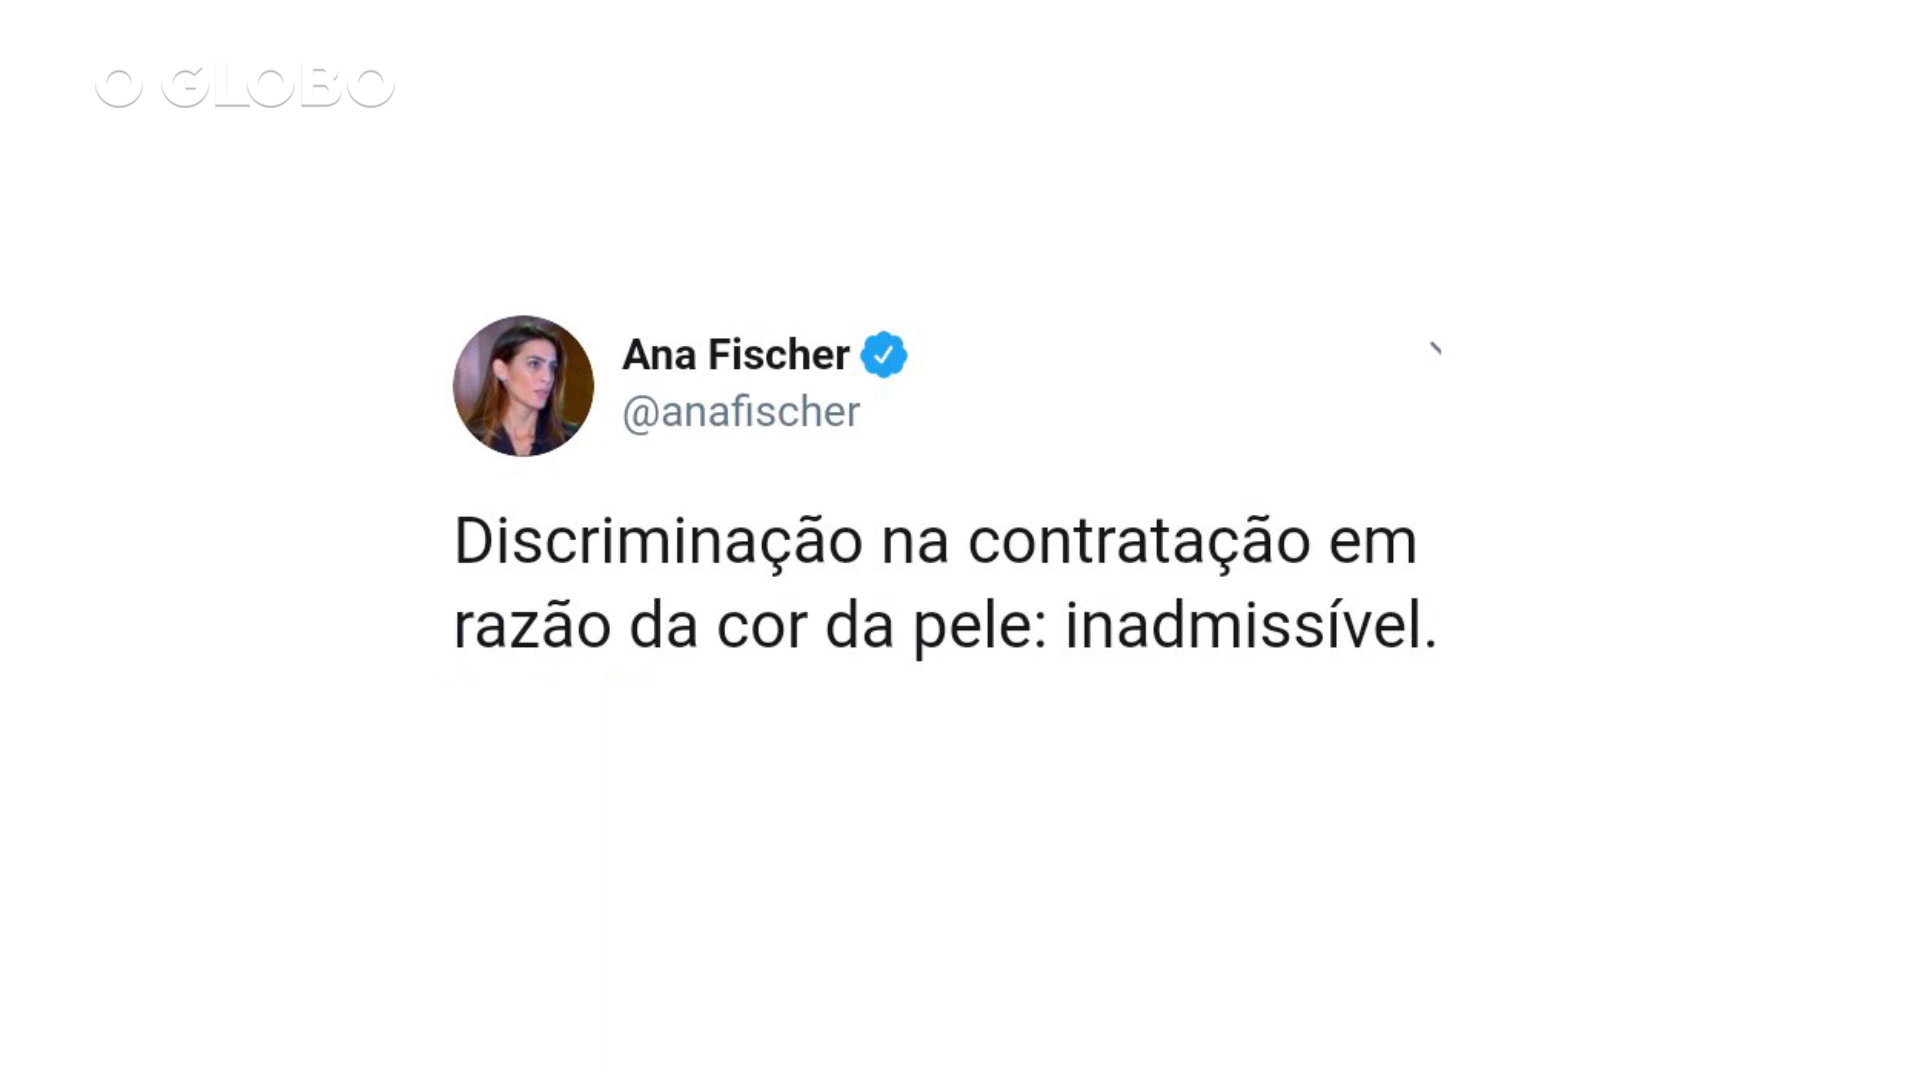 O GLOBO
Ana Fischer
@anafischer
Discriminação na contratação em
razão da cor da pele: inadmissível.